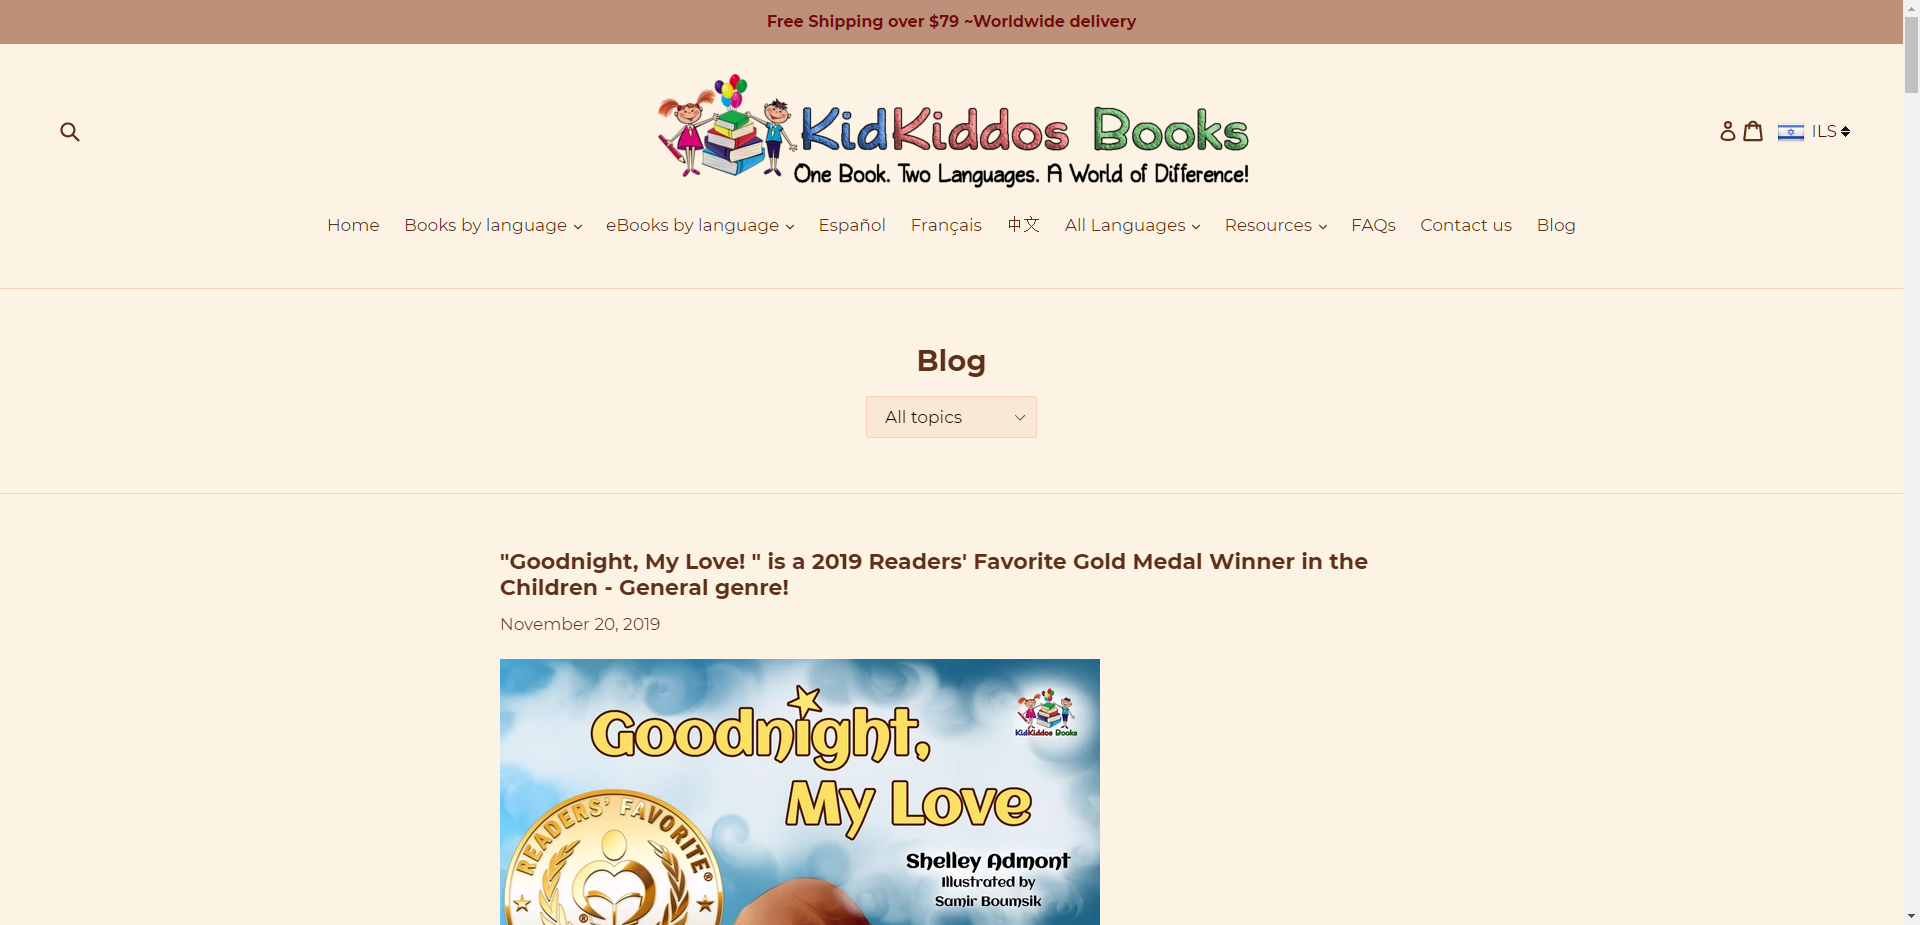 Free Shipping over $79 ~Worldwide delivery
KidKiddos Books
One Book. Two Languages. A World of Difference!
ILS
Home Books by language eBooks by language Español Français 中文 All Languages Resources FAQs Contact us Blog
Blog
All topics
"Goodnight, My Love! " is a 2019 Readers' Favorite Gold Medal Winner in the
Children - General genre!
November 20, 2019
Goodnight,
My Love
KidKiddos Books
READERS' FAVORITE®
Shelley Admont
Illustrated by
Samir Boumsik
®